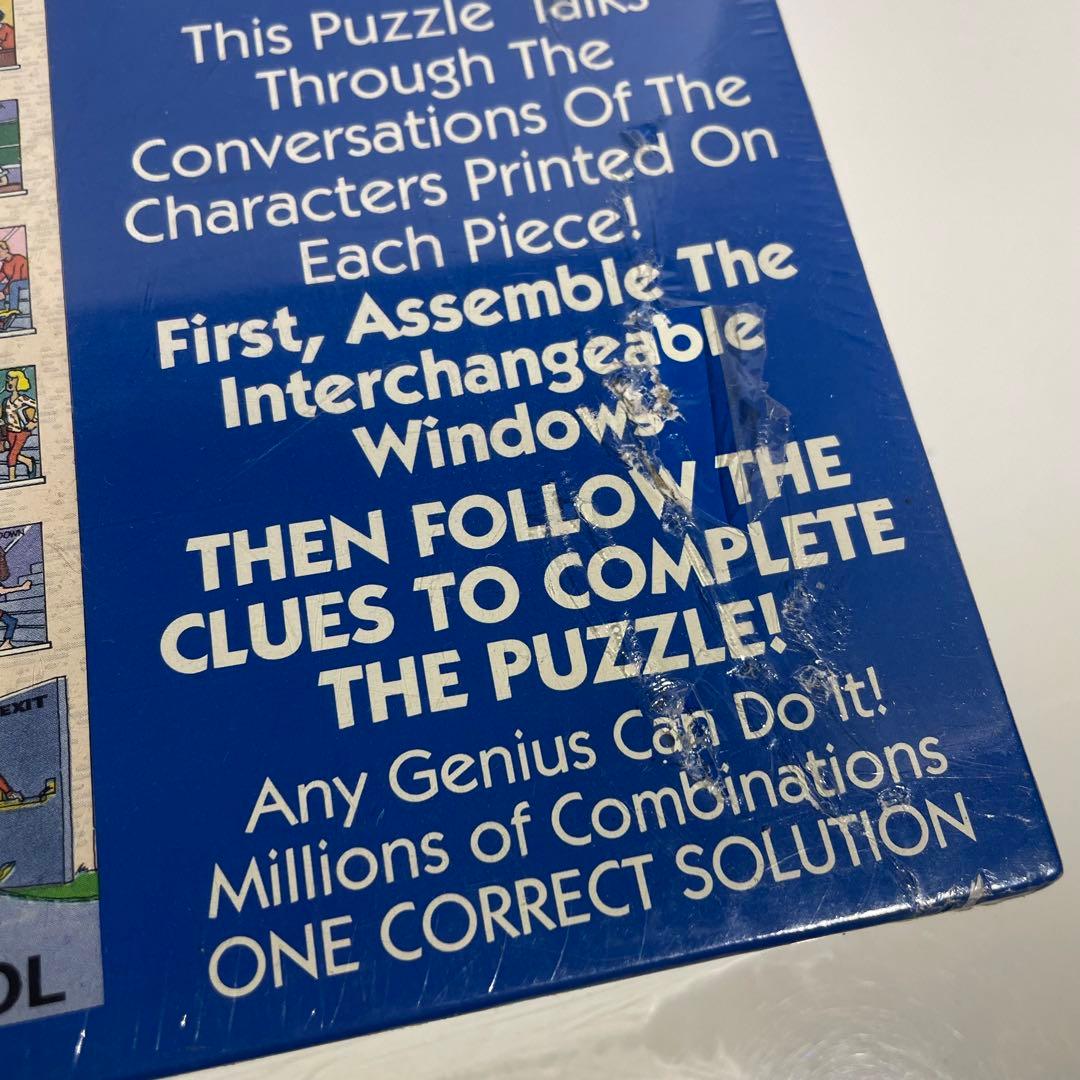 This Puzzle Talks
Through The
Conversations Of The
Characters Printed On
Each Piece!
First, Assemble The
Interchangeable
Windows
THEN FOLLOW THE
CLUES TO COMPLETE
THE PUZZLE!
Any Genius Can Do It!
Millions of Combinations
ONE CORRECT SOLUTION
DOWN
EXIT
OL